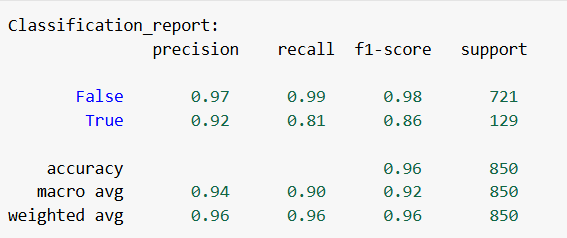 Classification_report:
precision recall f1-score support
False 0.97 0.99 0.98 721
True 0.92 0.81 0.86 129
accuracy 0.96 850
macro avg 0.94 0.90 0.92 850
weighted avg 0.96 0.96 0.96 850